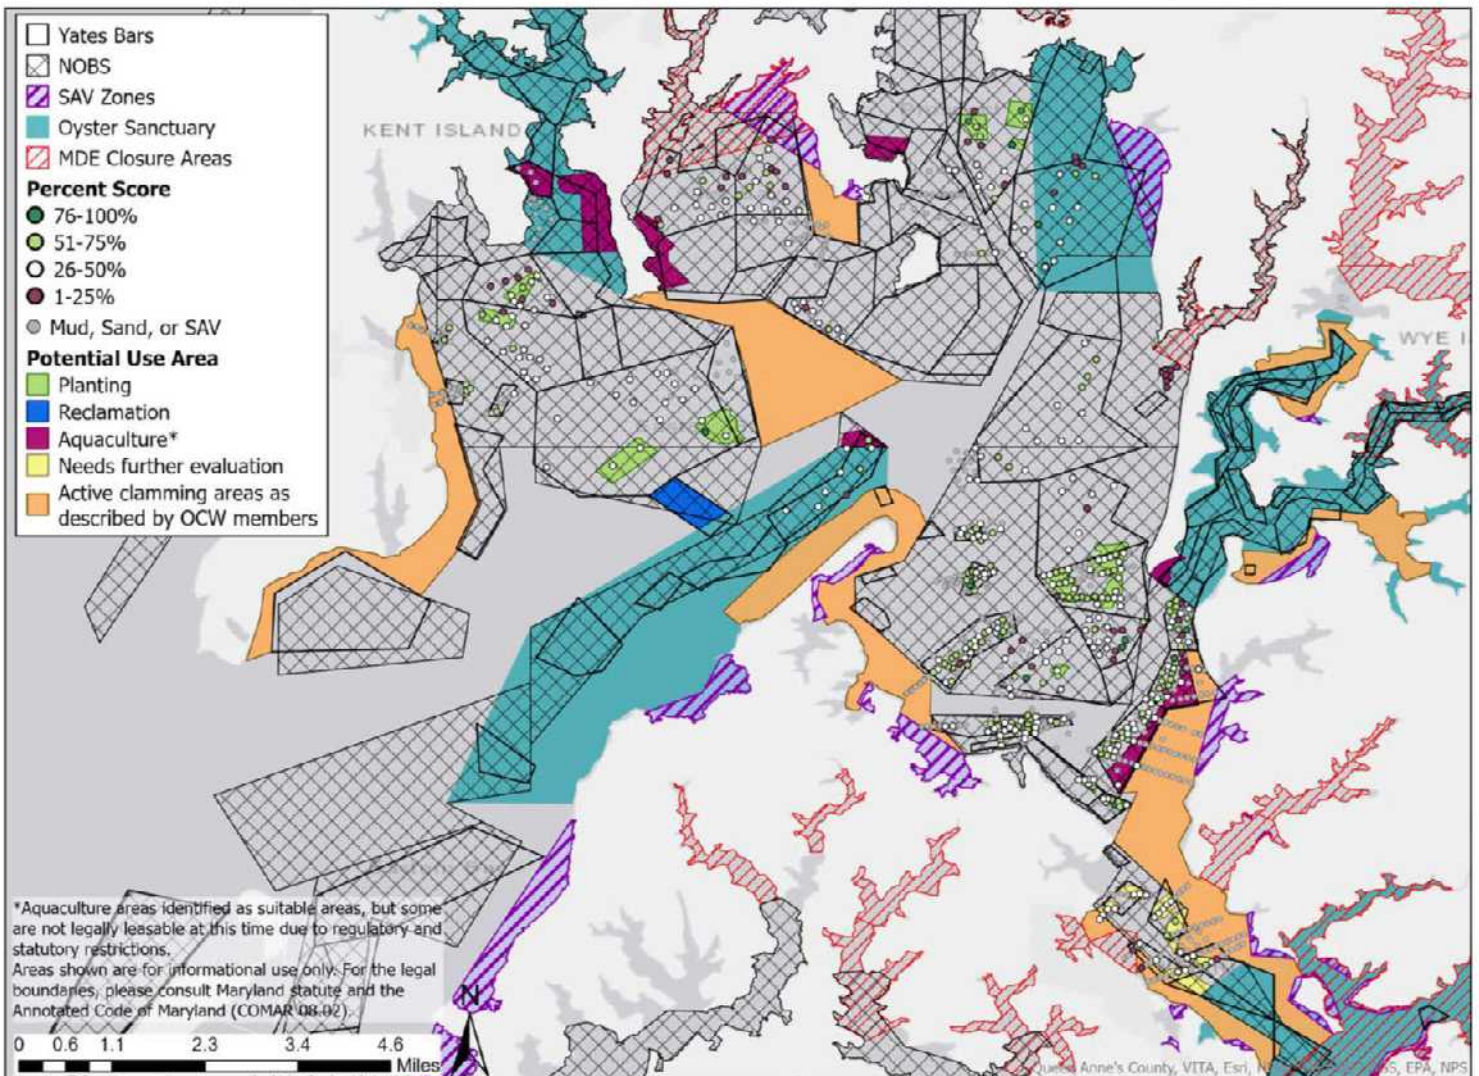 Yates Bars
NOBS
SAV Zones
Oyster Sanctuary
MDE Closure Areas
Percent Score
76-100%
51-75%
26-50%
1-25%
Mud, Sand, or SAV
Potential Use Area
Planting
Reclamation
Aquaculture*
Needs further evaluation
Active clamming areas as
described by OCW members
KENT ISLAND
WYE I
*Aquaculture areas identified as suitable areas, but some
are not legally leasable at this time due to regulatory and
statutory restrictions.
Areas shown are for informational use only. For the legal
boundaries, please consult Maryland statute and the
Annotated Code of Maryland (COMAR 08.02).
N
0 0.6 1.1 2.3 3.4 4.6
Miles
Queen Anne's County, VITA, Esri, EPA, NPS